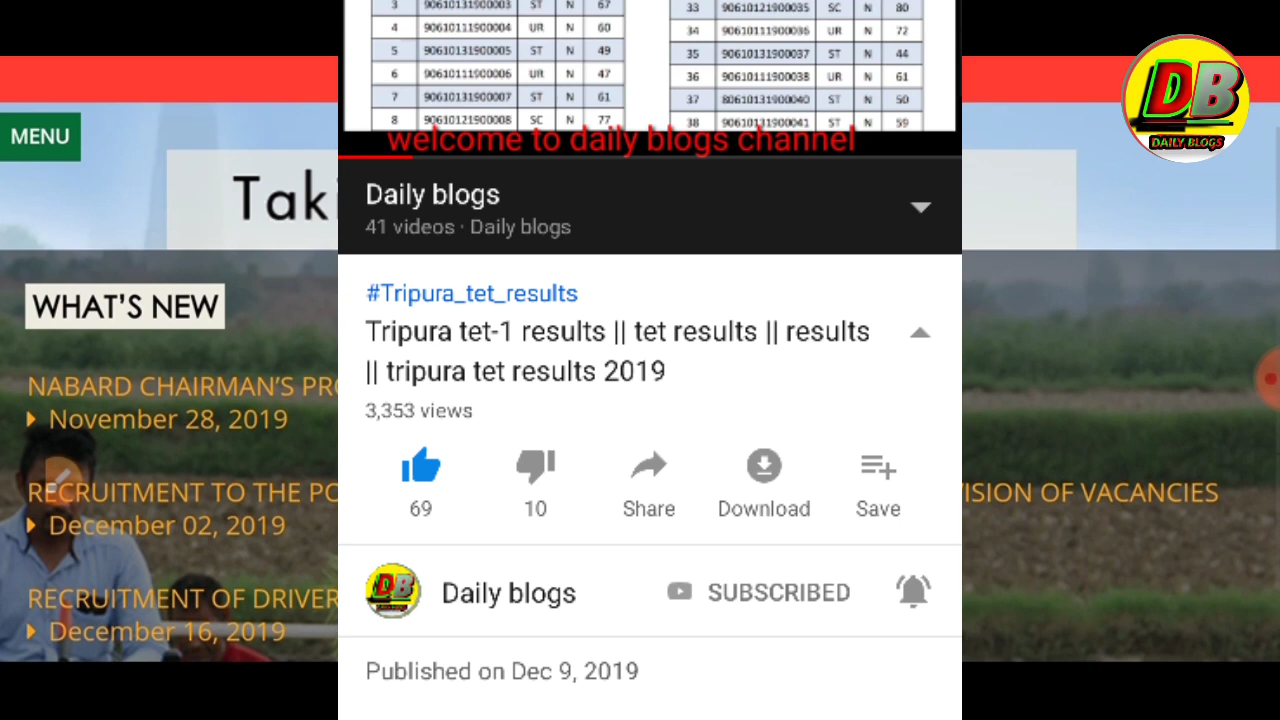 3 90610131900003 ST N 67
4 90610111900004 UR N 60
5 90610131900005 ST N 49
6 90610111900006 UR N 47
7 90610131900007 ST N 61
8 90610121900008 SC N 77
33 90610121900035 SC N 80
34 90610111900036 UR N 72
35 90610131900037 ST N 44
36 90610111900038 UR N 61
37 80610131900040 ST N 50
38 90610131900041 ST N 59
welcome to daily blogs channel
DB
DAILY BLOGS
MENU
Taki
WHAT'S NEW
NABARD CHAIRMAN'S PR
November 28, 2019
RECRUITMENT TO THE PO
VISION OF VACANCIES
December 02, 2019
RECRUITMENT OF DRIVER
December 16, 2019
Daily blogs
41 videos · Daily blogs
#Tripura_tet_results
Tripura tet-1 results || tet results || results
|| tripura tet results 2019
3,353 views
69
10
Share
Download
Save
DB
Daily blogs
SUBSCRIBED
Published on Dec 9, 2019